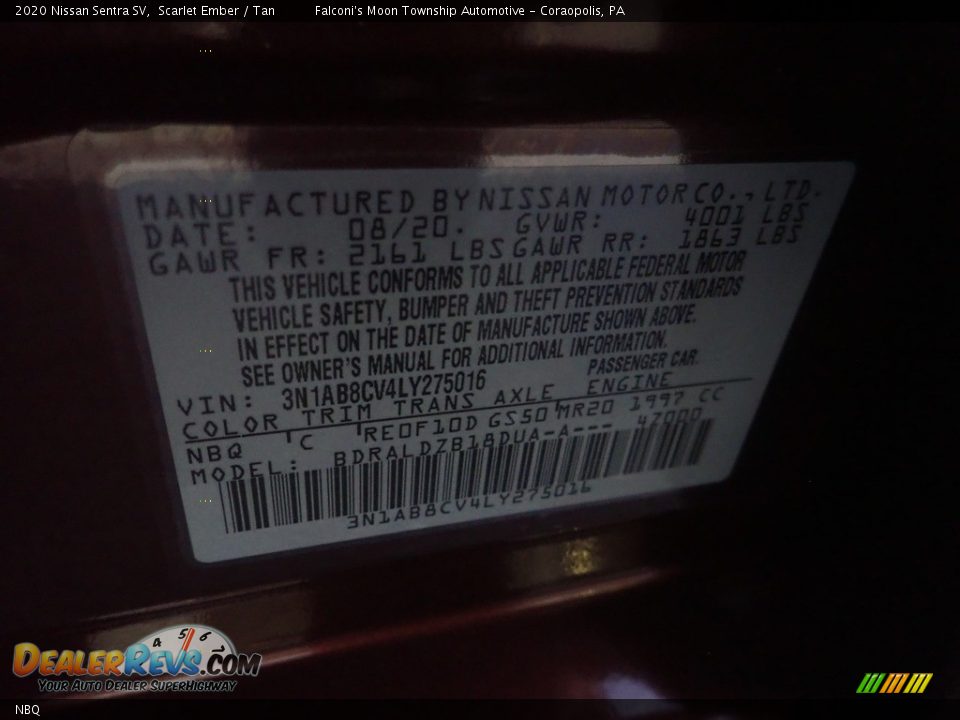 2020 Nissan Sentra SV, Scarlet Ember / Tan Falconi's Moon Township Automotive - Coraopolis, PA
MANUFACTURED BY NISSAN MOTOR CO., LTD.
DATE: 08/20. GVWR: 4001 LBS
GAWR FR: 2161 LBS GAWR RR: 1863 LBS
THIS VEHICLE CONFORMS TO ALL APPLICABLE FEDERAL MOTOR
VEHICLE SAFETY, BUMPER AND THEFT PREVENTION STANDARDS
IN EFFECT ON THE DATE OF MANUFACTURE SHOWN ABOVE.
SEE OWNER'S MANUAL FOR ADDITIONAL INFORMATION.
VIN: 3N1AB8CV4LY275016 PASSENGER CAR.
COLOR TRIM TRANS AXLE ENGINE
NBQ C RE0F10D GS50 MR20 1997 CC
MODEL: BDRALDZB18DUA-A--- 47000
3N1AB8CV4LY275016
4 5 6 7
DEALERREVS.COM
YOUR AUTO DEALER SUPERHIGHWAY
NBQ